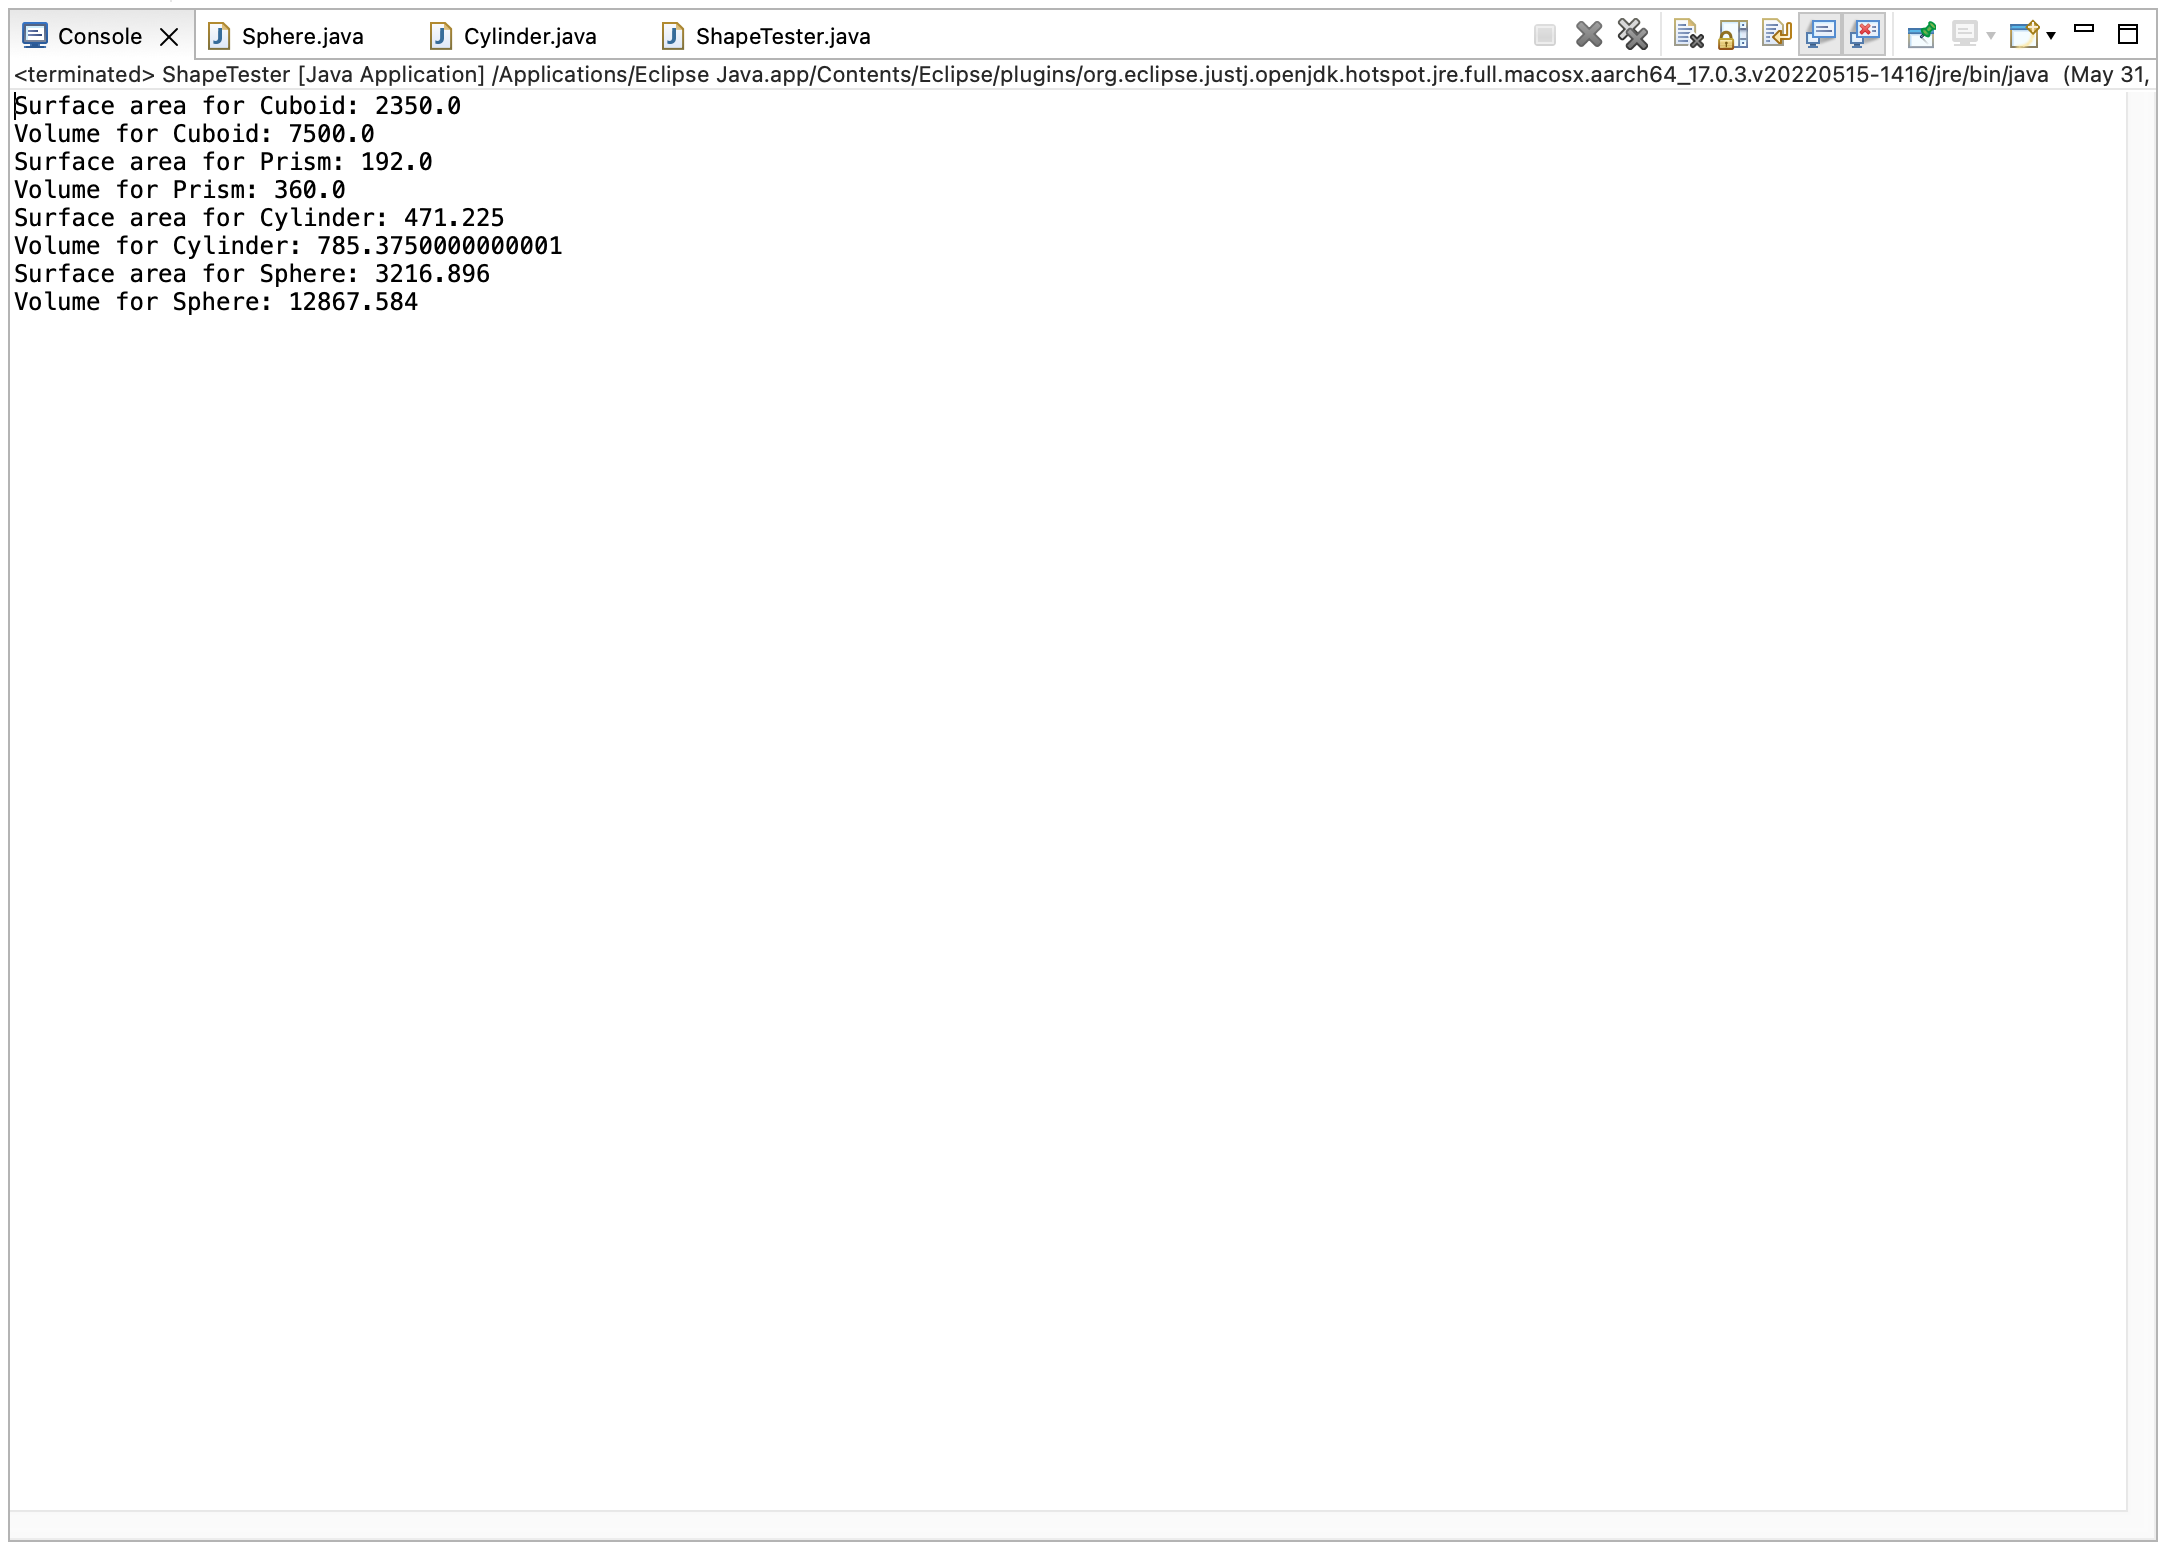 Console Sphere.java Cylinder.java ShapeTester.java
<terminated> ShapeTester [Java Application] /Applications/Eclipse Java.app/Contents/Eclipse/plugins/org.eclipse.justj.openjdk.hotspot.jre.full.macosx.aarch64_17.0.3.v20220515-1416/jre/bin/java (May 31,
Surface area for Cuboid: 2350.0
Volume for Cuboid: 7500.0
Surface area for Prism: 192.0
Volume for Prism: 360.0
Surface area for Cylinder: 471.225
Volume for Cylinder: 785.3750000000001
Surface area for Sphere: 3216.896
Volume for Sphere: 12867.584